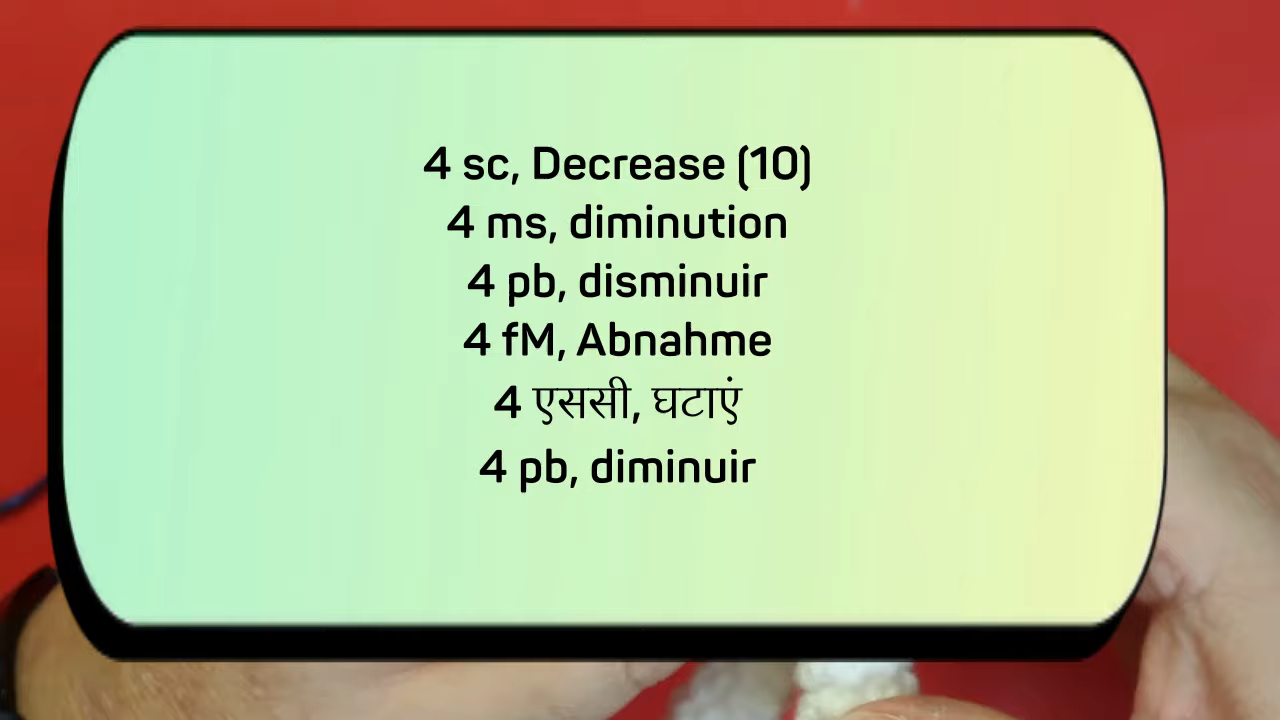 4 sc, Decrease (10)
4 ms, diminution
4 pb, disminuir
4 fM, Abnahme
4 एससी, घटाएं
4 pb, diminuir